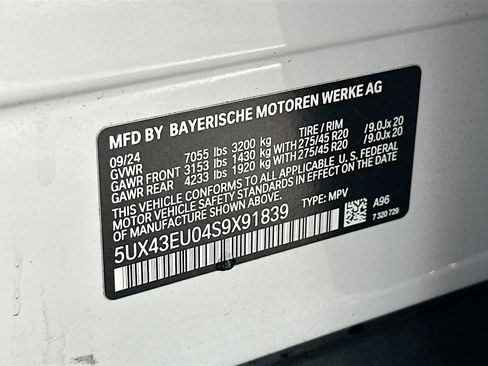 MFD BY BAYERISCHE MOTOREN WERKE AG
09/24 TIRE / RIM
GVWR 7055 lbs 3200 kg
GAWR FRONT 3153 lbs 1430 kg WITH 275/45 R20 /9.0Jx 20
GAWR REAR 4233 lbs 1920 kg WITH 275/45 R20 /9.0Jx 20
THIS VEHICLE CONFORMS TO ALL APPLICABLE U. S. FEDERAL
MOTOR VEHICLE SAFETY STANDARDS IN EFFECT ON THE
DATE OF MANUFACTURE SHOWN ABOVE.
5UX43EU04S9X91839 TYPE: MPV
A96
7 320 729